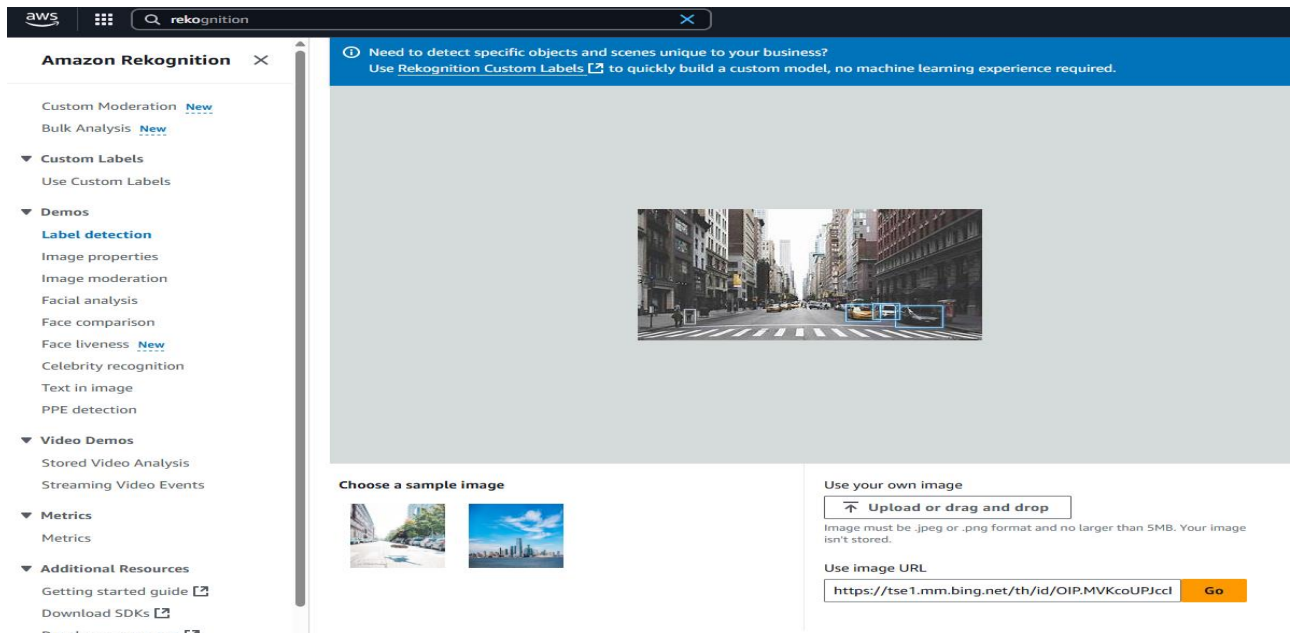 aws
rekognition
Amazon Rekognition
Custom Moderation New
Bulk Analysis New
Custom Labels
Use Custom Labels
Demos
Label detection
Image properties
Image moderation
Facial analysis
Face comparison
Face liveness New
Celebrity recognition
Text in image
PPE detection
Video Demos
Stored Video Analysis
Streaming Video Events
Metrics
Metrics
Additional Resources
Getting started guide
Download SDKs
Need to detect specific objects and scenes unique to your business?
Use Rekognition Custom Labels to quickly build a custom model, no machine learning experience required.
Choose a sample image
Use your own image
Upload or drag and drop
Image must be .jpeg or .png format and no larger than 5MB. Your image
isn't stored.
Use image URL
https://tse1.mm.bing.net/th/id/OIP.MVKcoUPJccl
Go